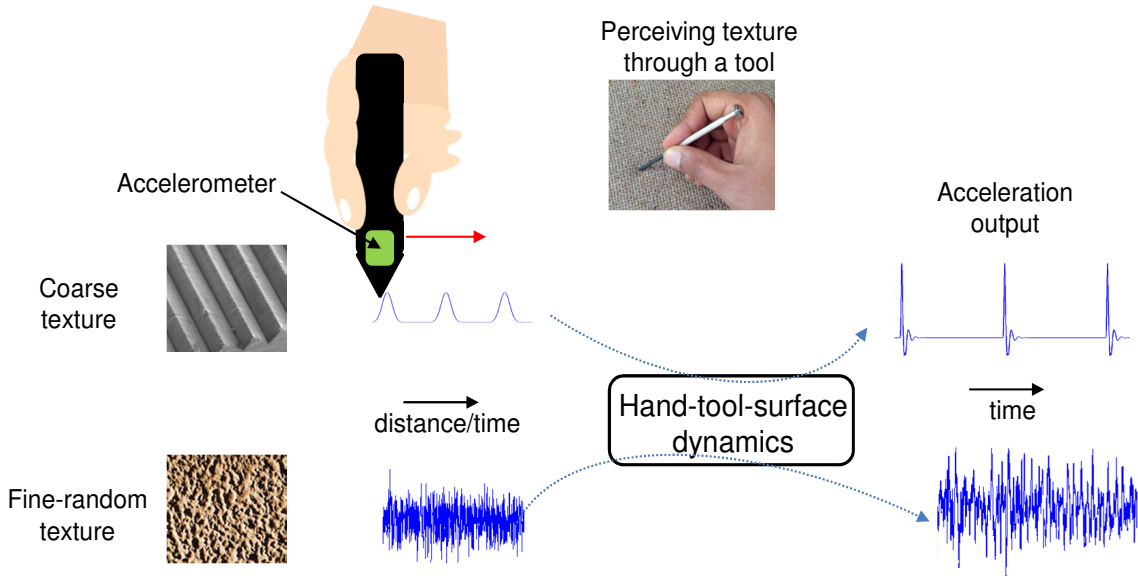 Perceiving texture
through a tool
Accelerometer
Acceleration
output
Coarse
texture
distance/time
Hand-tool-surface
dynamics
time
Fine-random
texture